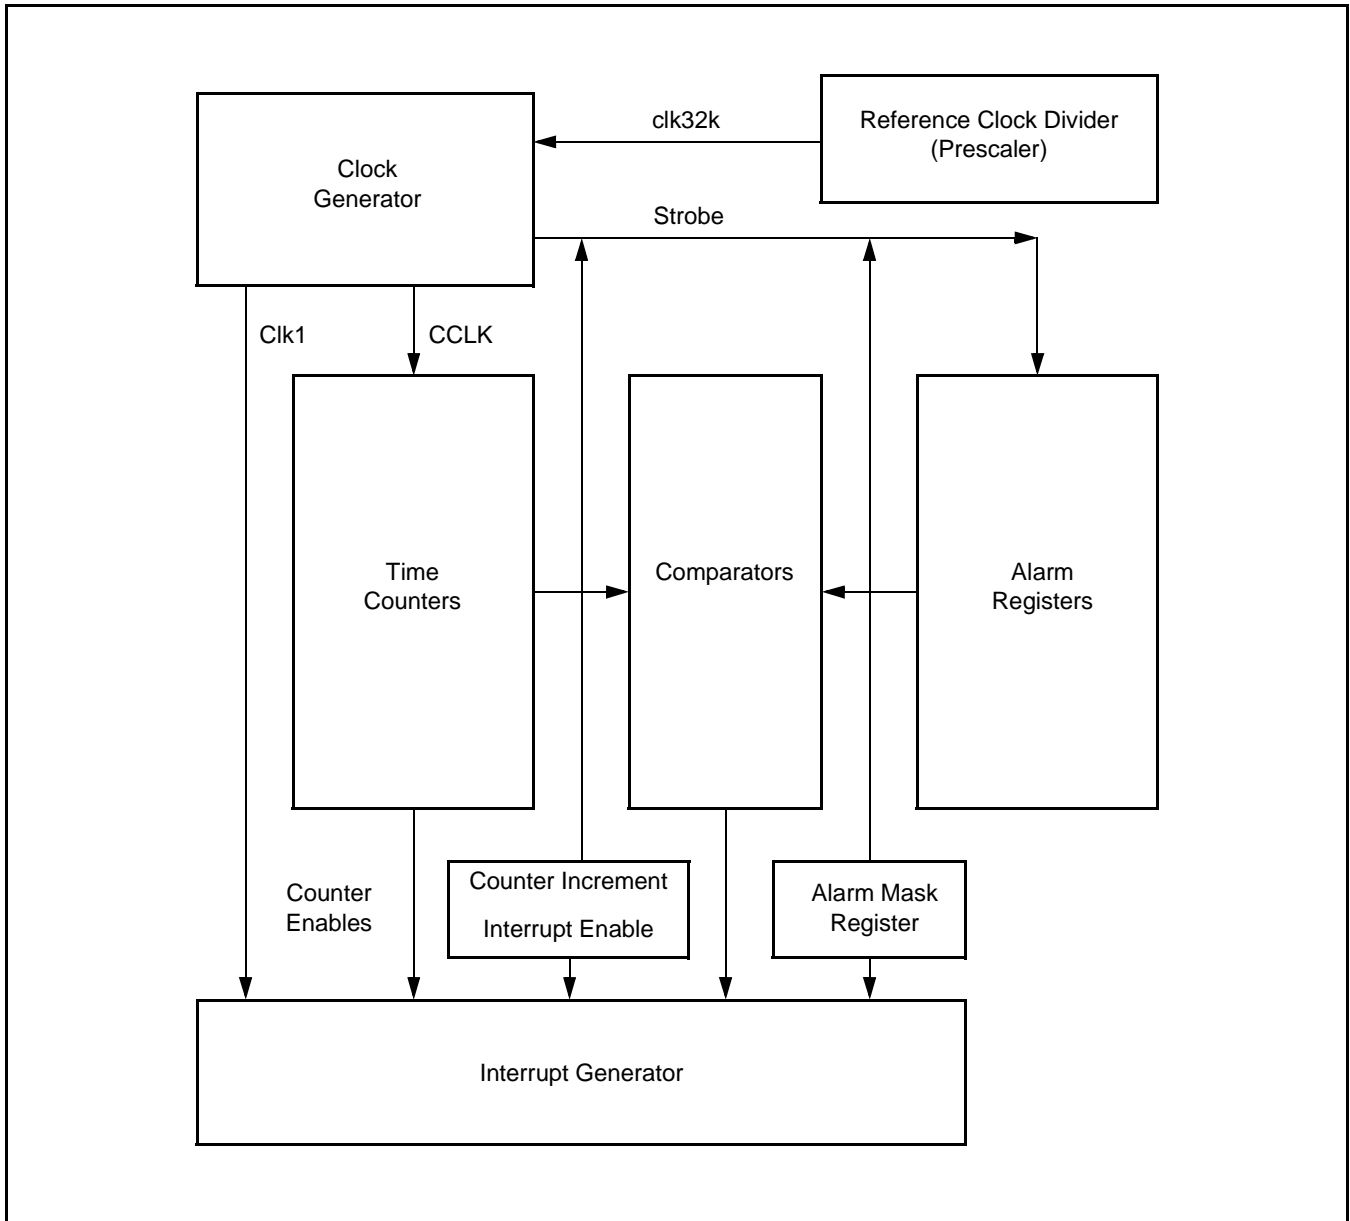 clk32k
Reference Clock Divider
(Prescaler)
Clock
Generator
Strobe
Clk1
CCLK
Time
Counters
Comparators
Alarm
Registers
Counter
Enables
Counter Increment
Interrupt Enable
Alarm Mask
Register
Interrupt Generator